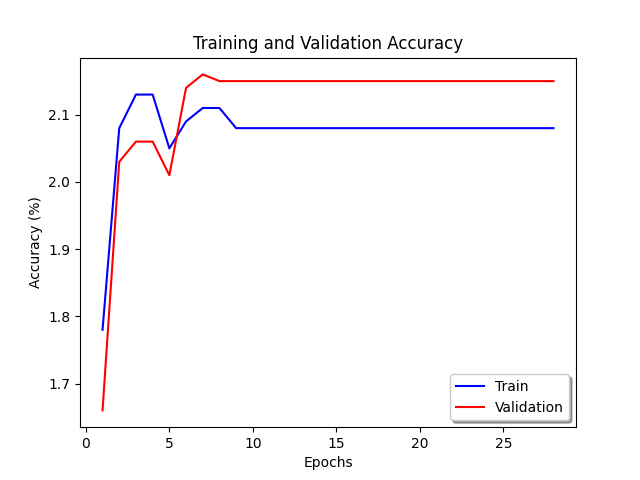 Training and Validation Accuracy
Accuracy (%)
2.1
2.0
1.9
1.8
1.7
0 5 10 15 20 25
Epochs
Train
Validation